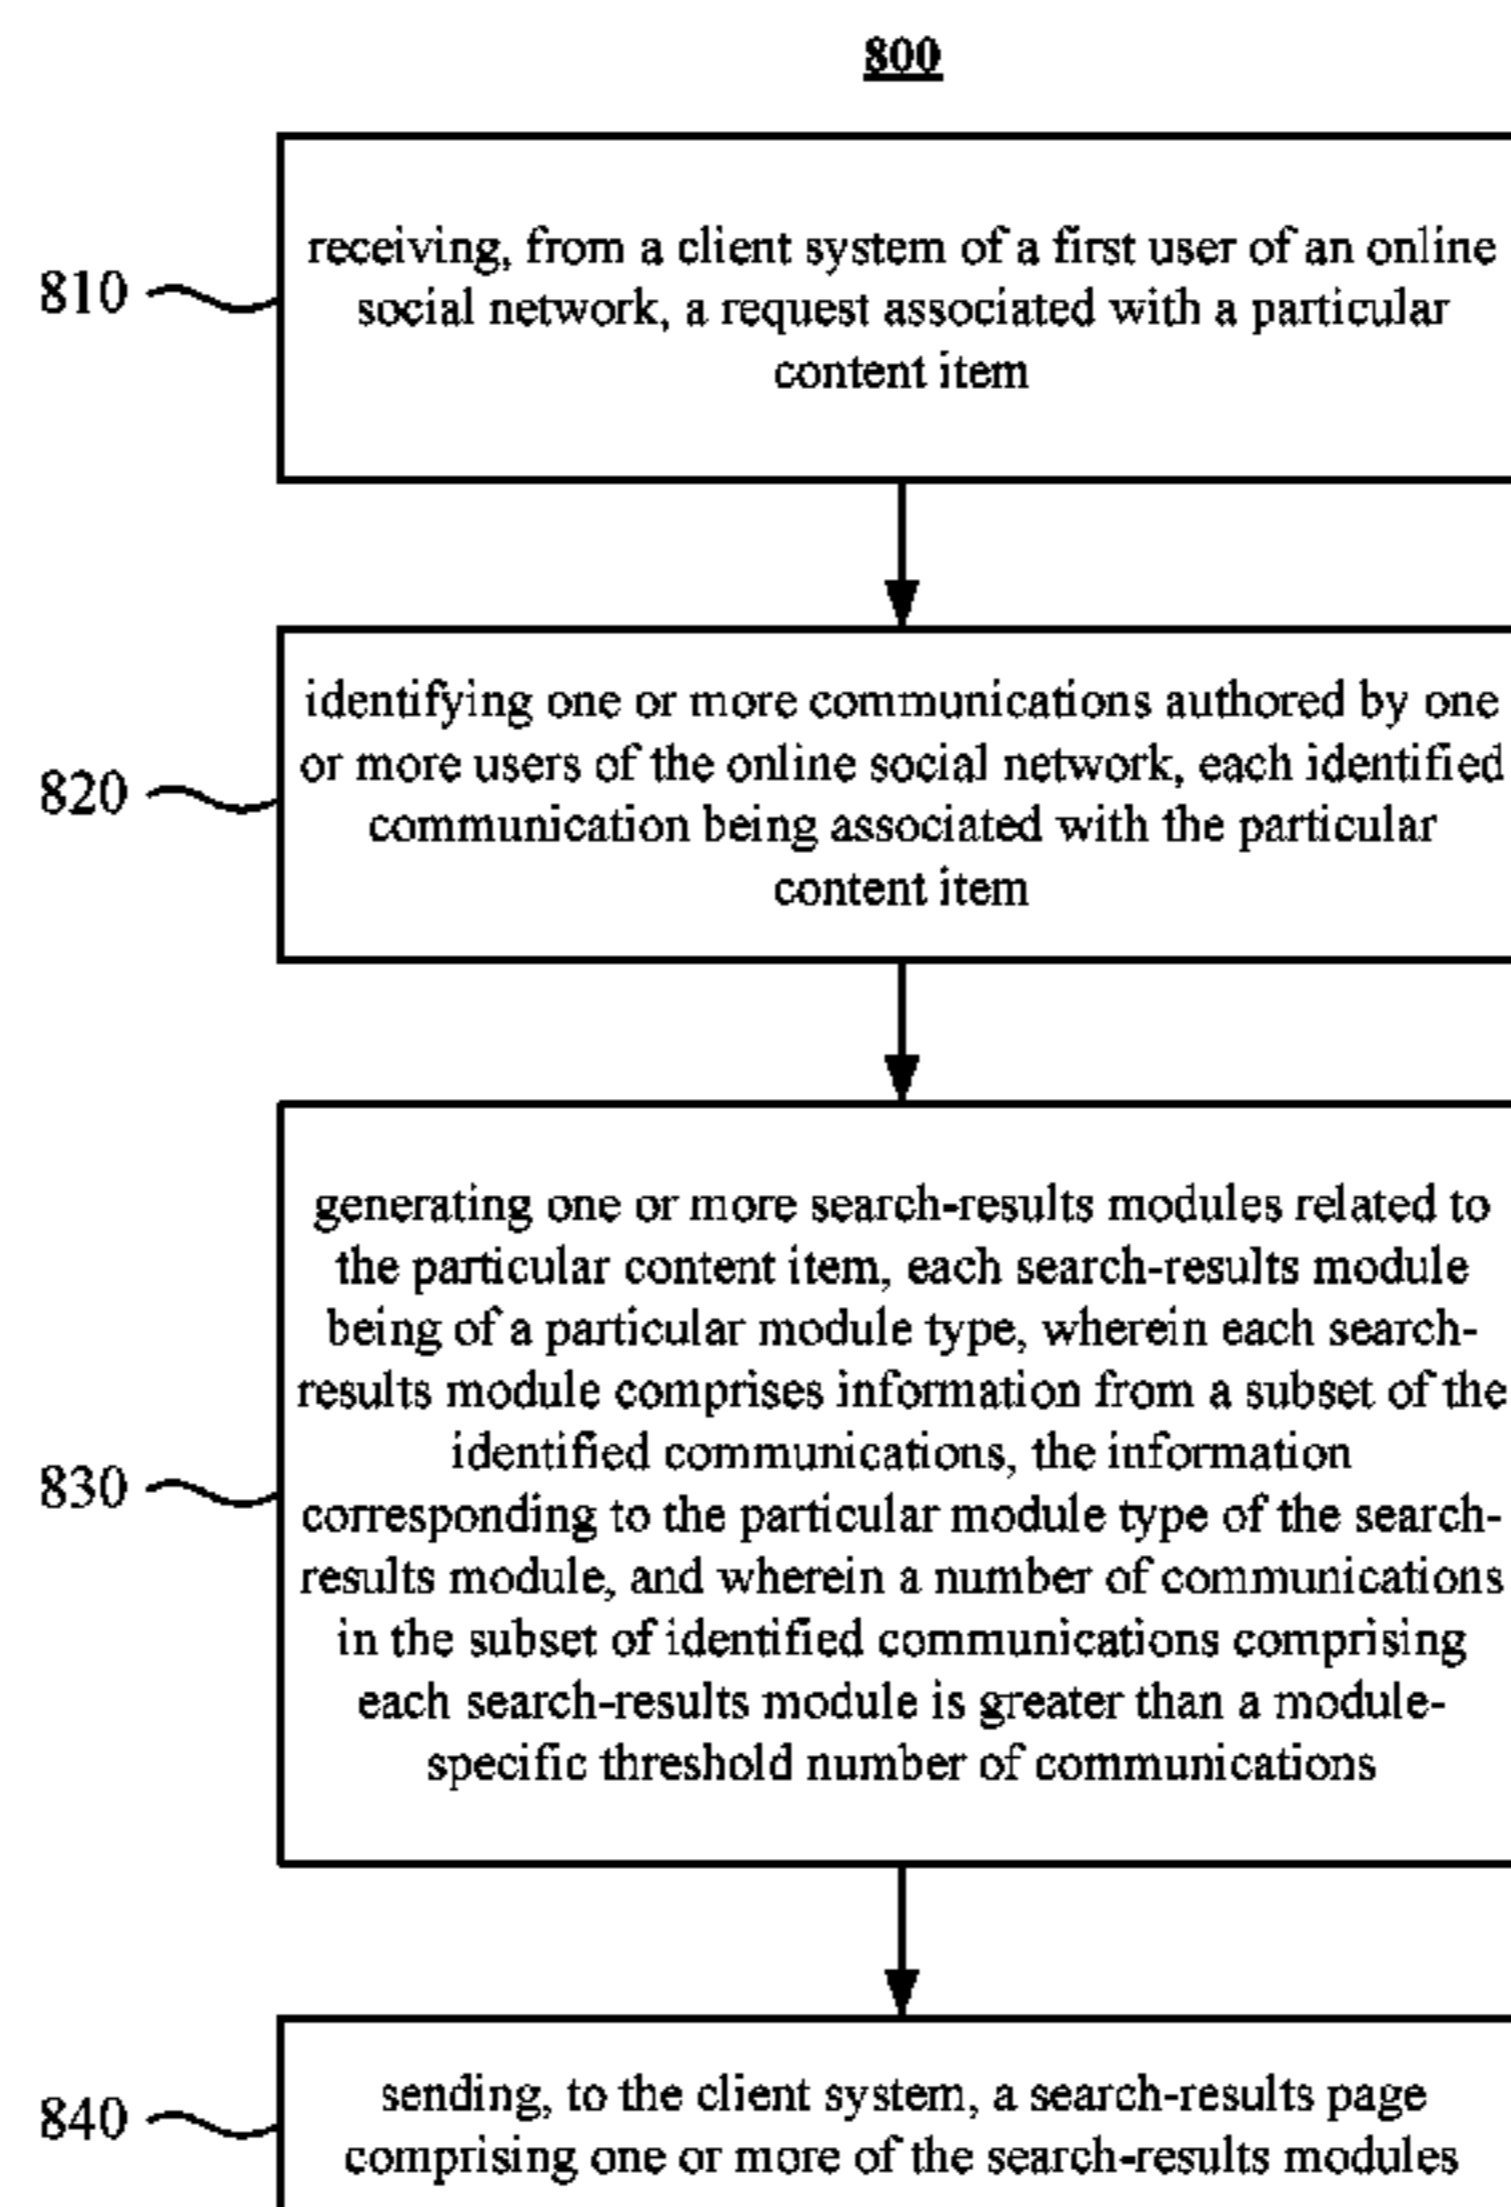 800
810
receiving, from a client system of a first user of an online
social network, a request associated with a particular
content item
820
identifying one or more communications authored by one
or more users of the online social network, each identified
communication being associated with the particular
content item
830
generating one or more search-results modules related to
the particular content item, each search-results module
being of a particular module type, wherein each search-
results module comprises information from a subset of the
identified communications, the information
corresponding to the particular module type of the search-
results module, and wherein a number of communications
in the subset of identified communications comprising
each search-results module is greater than a module-
specific threshold number of communications
840
sending, to the client system, a search-results page
comprising one or more of the search-results modules